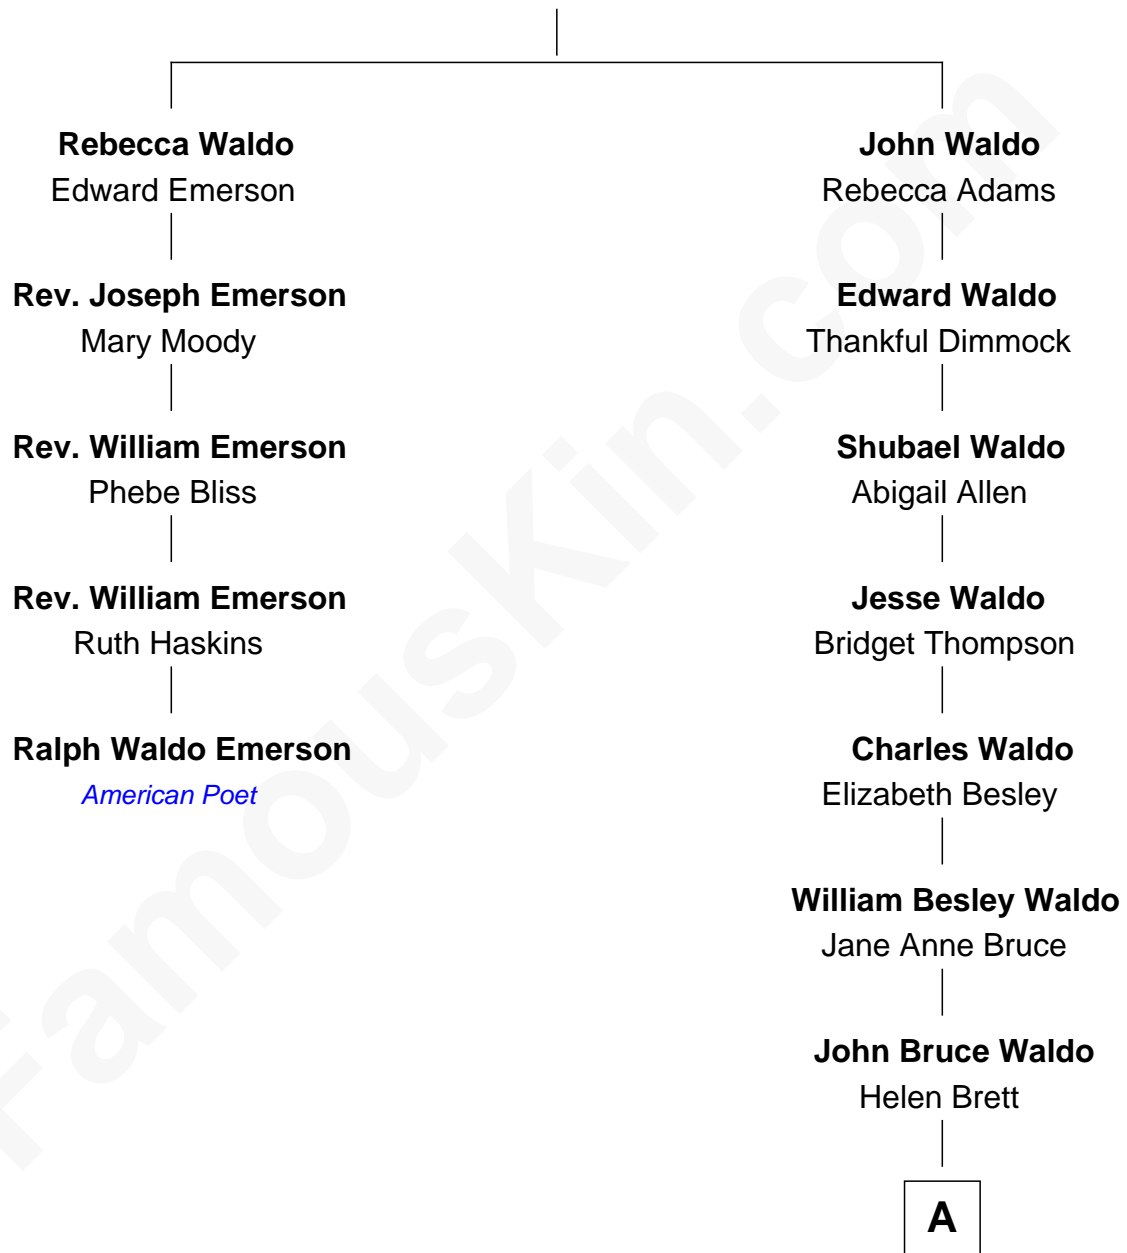 Rebecca Waldo
Edward Emerson
Rev. Joseph Emerson
Mary Moody
Rev. William Emerson
Phebe Bliss
Rev. William Emerson
Ruth Haskins
Ralph Waldo Emerson
American Poet
John Waldo
Rebecca Adams
Edward Waldo
Thankful Dimmock
Shubael Waldo
Abigail Allen
Jesse Waldo
Bridget Thompson
Charles Waldo
Elizabeth Besley
William Besley Waldo
Jane Anne Bruce
John Bruce Waldo
Helen Brett
A
FamousKin.com